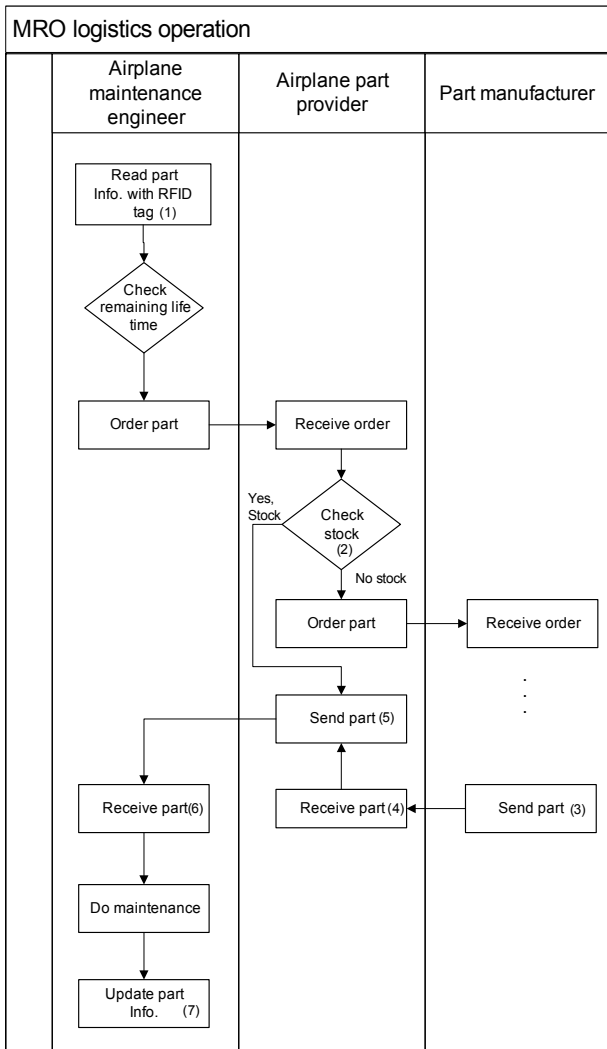 MRO logistics operation
Airplane
maintenance
engineer
Airplane part
provider
Part manufacturer
Read part
Info. with RFID
tag (1)
Check
remaining life
time
Order part
Receive order
Yes,
Stock
Check
stock
(2)
No stock
Order part
Receive order
.
.
.
Send part (5)
Receive part(6)
Receive part(4)
Send part (3)
Do maintenance
Update part
Info. (7)